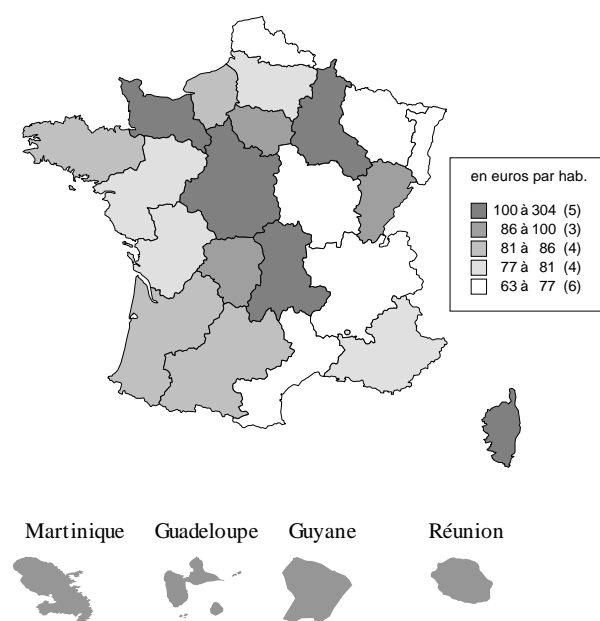 en euros par hab.
100 à 304 (5)
86 à 100 (3)
81 à 86 (4)
77 à 81 (4)
63 à 77 (6)
Martinique Guadeloupe Guyane Réunion